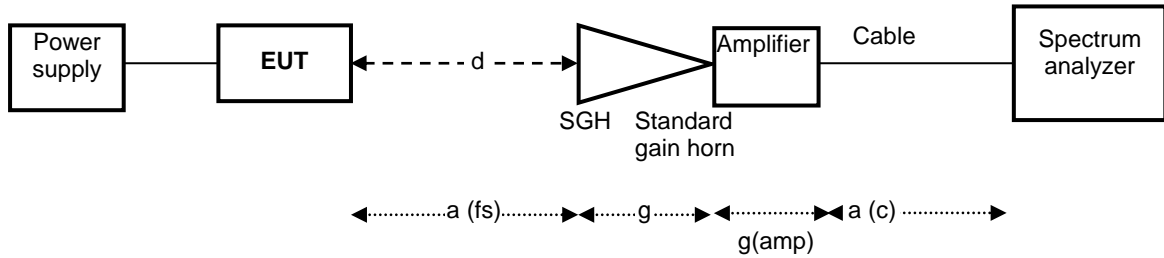 Power
supply
EUT
d
SGH
Standard
gain horn
Amplifier
Cable
Spectrum
analyzer
a (fs)
g
g(amp)
a (c)